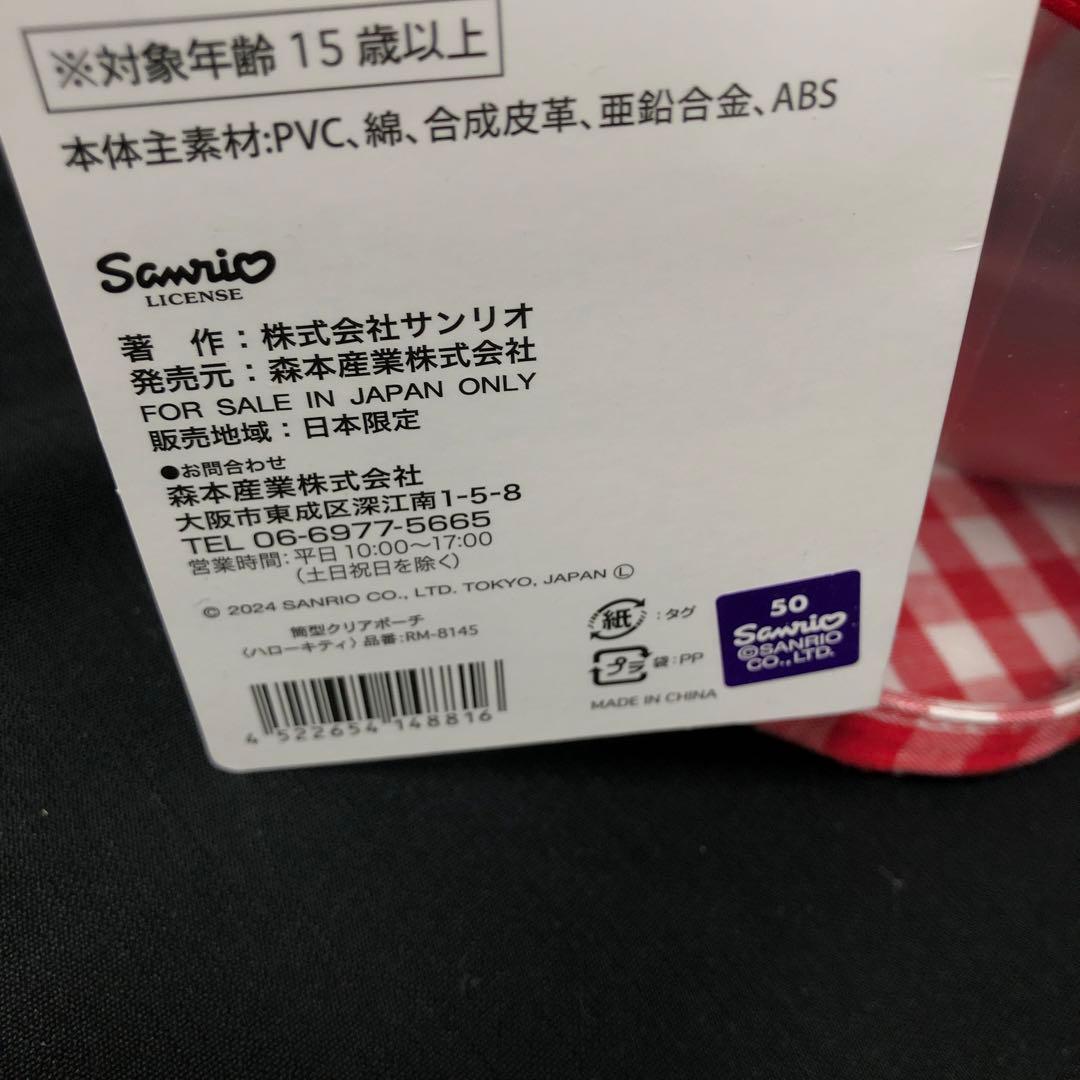 ※対象年齢 15 歳以上
本体主素材:PVC、綿、合成皮革、亜鉛合金、ABS
Sanrio
LICENSE
著　作：株式会社サンリオ
発売元：森本産業株式会社
FOR SALE IN JAPAN ONLY
販売地域：日本限定
●お問合わせ
森本産業株式会社
大阪市東成区深江南1-5-8
TEL 06-6977-5665
営業時間:平日 10:00〜17:00
（土日祝日を除く）
© 2024 SANRIO CO., LTD. TOKYO, JAPAN Ⓛ
筒型クリアポーチ
〈ハローキティ〉品番:RM-8145
4 522654 148816
紙：タグ
プラ 袋：PP
MADE IN CHINA
50
Sanrio
©SANRIO
CO.,LTD.